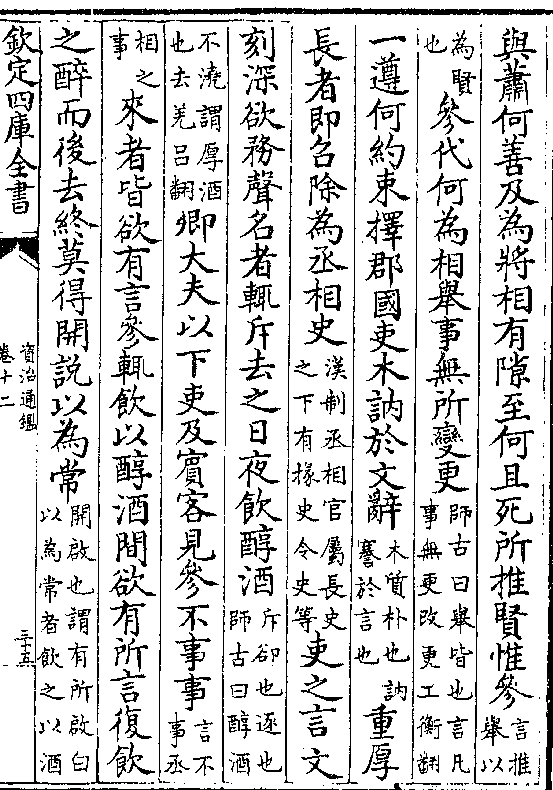 與蕭何善及為將相有隙至何且死所推賢惟參言推舉以
為賢也參代何為相舉事無所變更師古曰舉皆也言凡事無更改更工衡翻
一遵何約束擇郡國吏木訥於文辭木質朴也訥謇於言也重厚
長者即召除為丞相史漢制丞相官屬長史之下有掾史令史等吏之言文
刻深欲務聲名者輒斥去之日夜飲醇酒斥卻也逐也師古曰醇酒
不澆謂厚酒也去羌呂翻卿大夫以下吏及賓客見參不事事言不事丞
相之事來者皆欲有言參輒飲以醇酒間欲有所言復飲
之醉而後去終莫得開説以為常開啟也謂有所啟白以為常者飲之以酒
欽定四庫全書
資治通鑑
卷十二
三十五